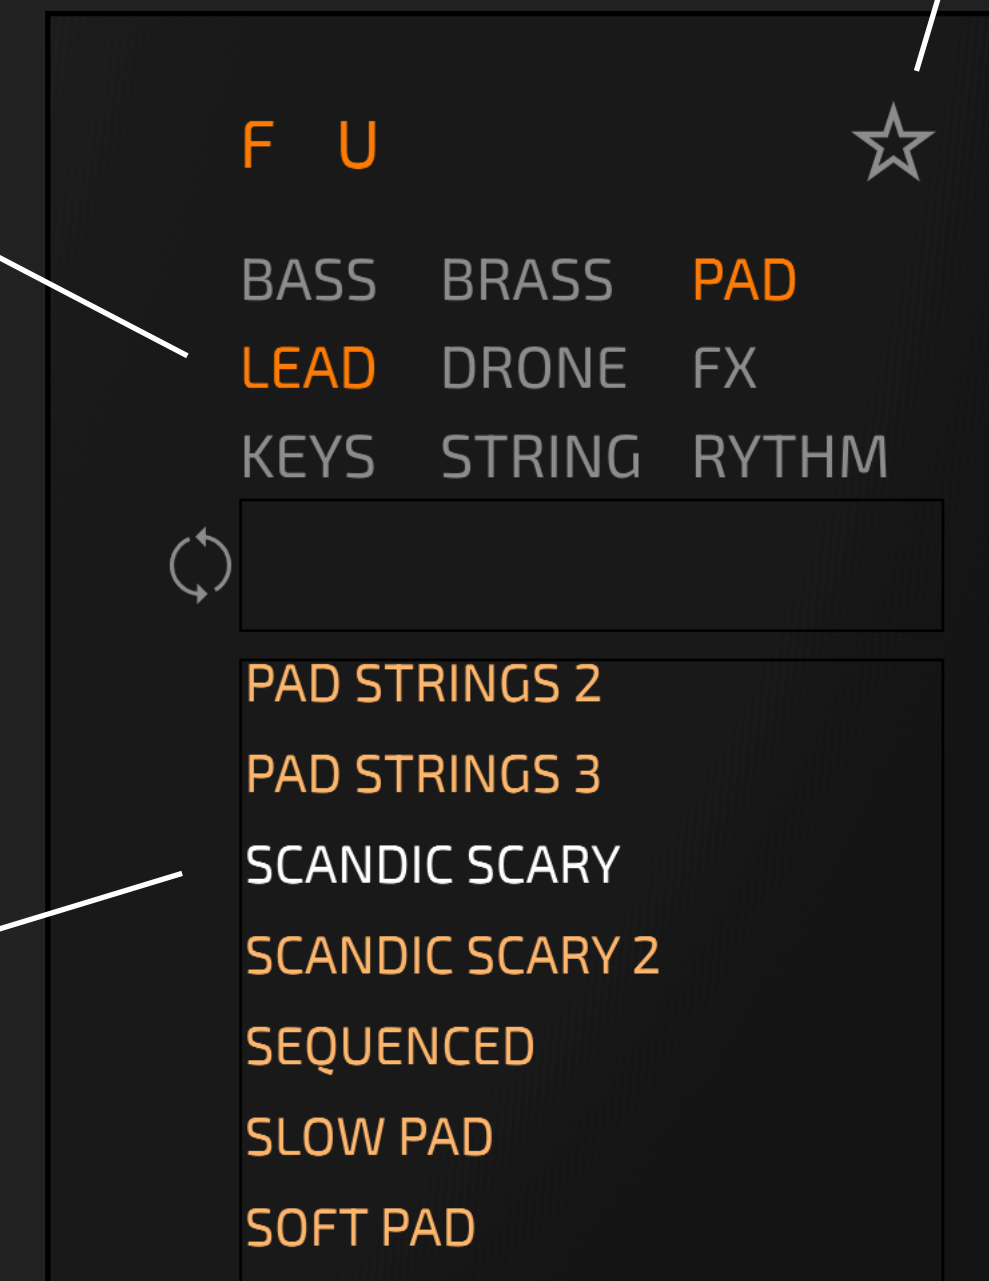 F U
BASS BRASS PAD
LEAD DRONE FX
KEYS STRING RYTHM
PAD STRINGS 2
PAD STRINGS 3
SCANDIC SCARY
SCANDIC SCARY 2
SEQUENCED
SLOW PAD
SOFT PAD